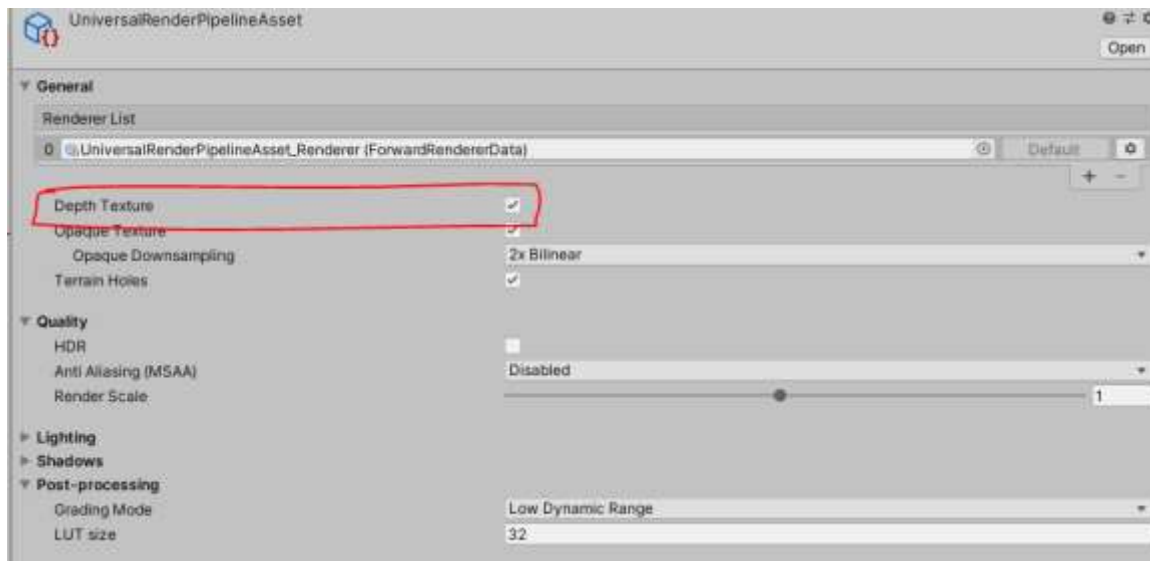 UniversalRenderPipelineAsset
Open
General
Renderer List
0 UniversalRenderPipelineAsset_Renderer (ForwardRendererData) Default
+ -
Depth Texture
Opaque Texture
Opaque Downsampling 2x Bilinear
Terrain Holes
Quality
HDR
Anti Aliasing (MSAA) Disabled
Render Scale 1
Lighting
Shadows
Post-processing
Grading Mode Low Dynamic Range
LUT size 32